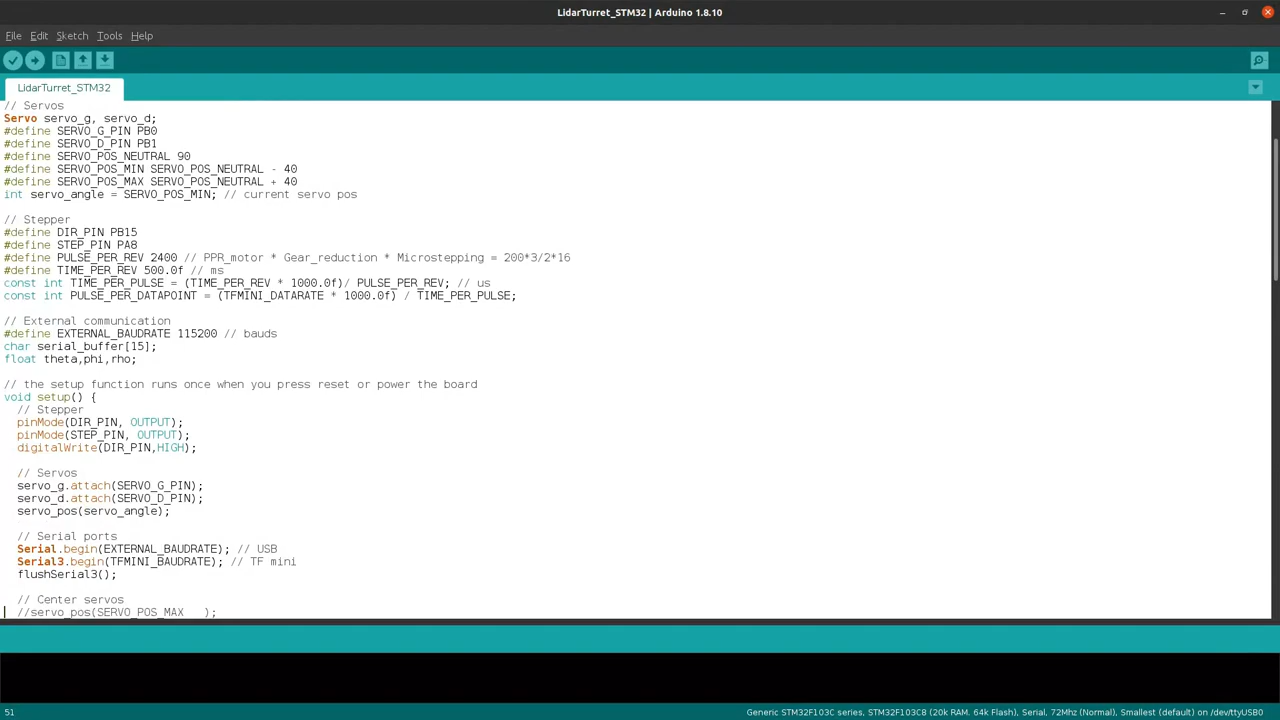 LidarTurret_STM32 | Arduino 1.8.10
File Edit Sketch Tools Help
LidarTurret_STM32
// Servos
Servo servo_g, servo_d;
#define SERVO_G_PIN PB0
#define SERVO_D_PIN PB1
#define SERVO_POS_NEUTRAL 90
#define SERVO_POS_MIN SERVO_POS_NEUTRAL - 40
#define SERVO_POS_MAX SERVO_POS_NEUTRAL + 40
int servo_angle = SERVO_POS_MIN; // current servo pos
// Stepper
#define DIR_PIN PB15
#define STEP_PIN PA8
#define PULSE_PER_REV 2400 // PPR_motor * Gear_reduction * Microstepping = 200*3/2*16
#define TIME_PER_REV 500.0f // ms
const int TIME_PER_PULSE = (TIME_PER_REV * 1000.0f)/ PULSE_PER_REV; // us
const int PULSE_PER_DATAPOINT = (TFMINI_DATARATE * 1000.0f) / TIME_PER_PULSE;
// External communication
#define EXTERNAL_BAUDRATE 115200 // bauds
char serial_buffer[15];
float theta,phi,rho;
// the setup function runs once when you press reset or power the board
void setup() {
// Stepper
pinMode(DIR_PIN, OUTPUT);
pinMode(STEP_PIN, OUTPUT);
digitalWrite(DIR_PIN,HIGH);
// Servos
servo_g.attach(SERVO_G_PIN);
servo_d.attach(SERVO_D_PIN);
servo_pos(servo_angle);
// Serial ports
Serial.begin(EXTERNAL_BAUDRATE); // USB
Serial3.begin(TFMINI_BAUDRATE); // TF mini
flushSerial3();
// Center servos
//servo_pos(SERVO_POS_MAX   );
51 Generic STM32F103C series, STM32F103C8 (20k RAM. 64k Flash), Serial, 72Mhz (Normal), Smallest (default) on /dev/ttyUSB0